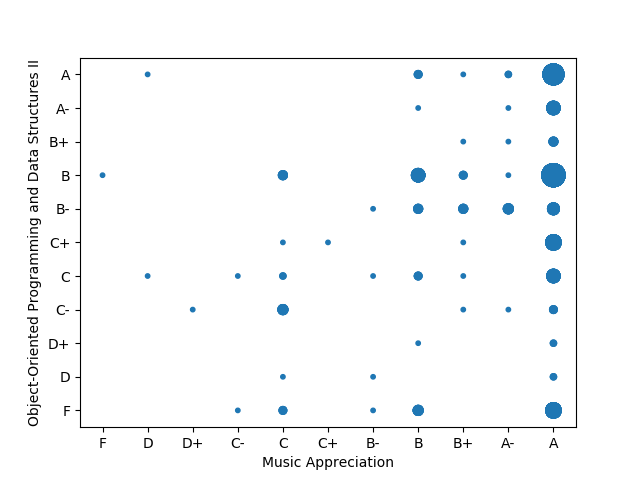 Object-Oriented Programming and Data Structures II
A
A-
B+
B
B-
C+
C
C-
D+
D
F
F D D+ C- C C+ B- B B+ A- A
Music Appreciation